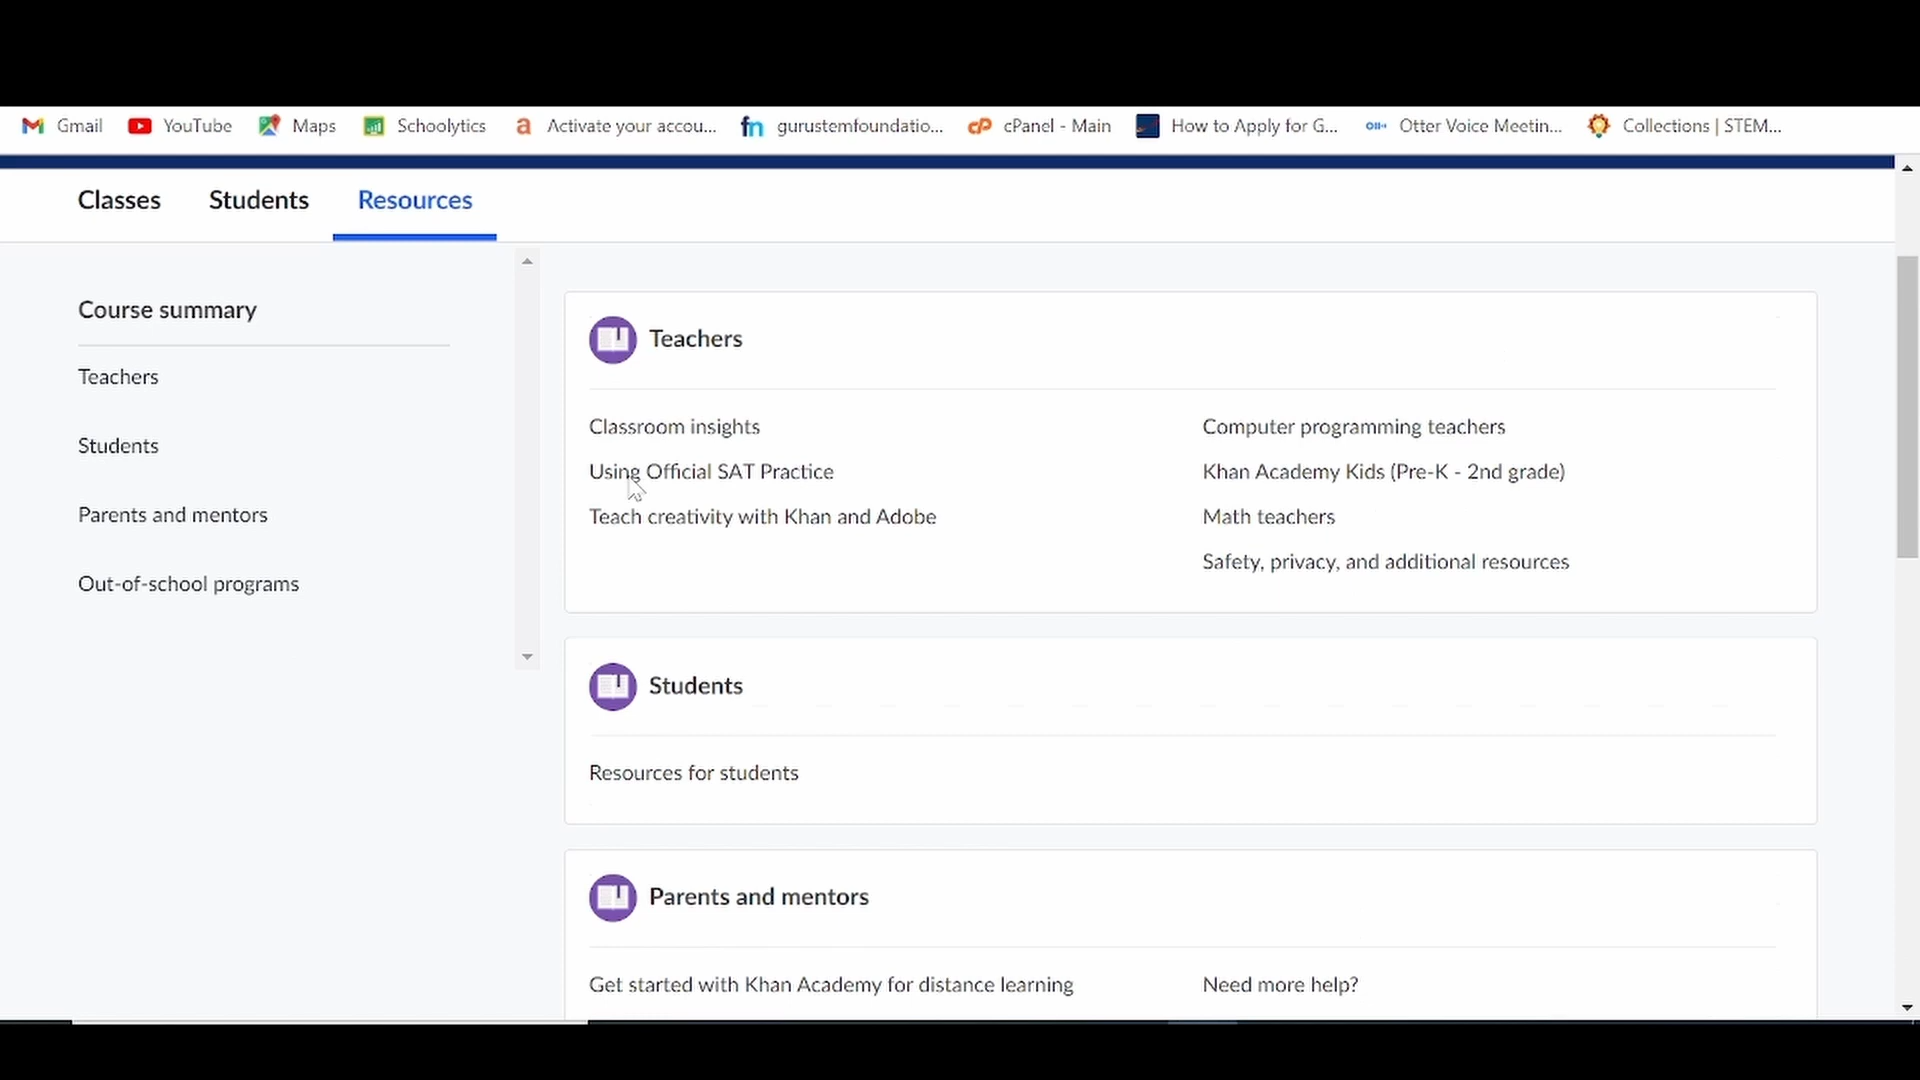 Gmail YouTube Maps Schoolytics Activate your accou... gurustemfoundatio... cPanel - Main How to Apply for G... Otter Voice Meetin... Collections | STEM...
Classes Students Resources
Course summary
Teachers
Students
Parents and mentors
Out-of-school programs
Teachers
Classroom insights
Using Official SAT Practice
Teach creativity with Khan and Adobe
Computer programming teachers
Khan Academy Kids (Pre-K - 2nd grade)
Math teachers
Safety, privacy, and additional resources
Students
Resources for students
Parents and mentors
Get started with Khan Academy for distance learning
Need more help?